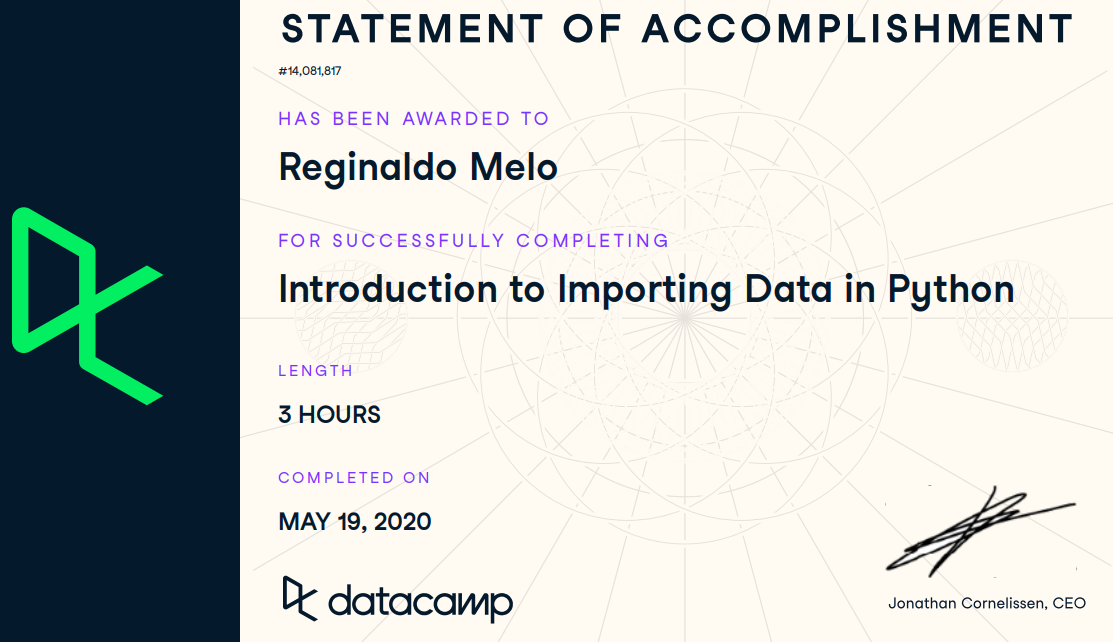 STATEMENT OF ACCOMPLISHMENT
#14,081,817
HAS BEEN AWARDED TO
Reginaldo Melo
FOR SUCCESSFULLY COMPLETING
Introduction to Importing Data in Python
LENGTH
3 HOURS
COMPLETED ON
MAY 19, 2020
datacamp
Jonathan Cornelissen, CEO